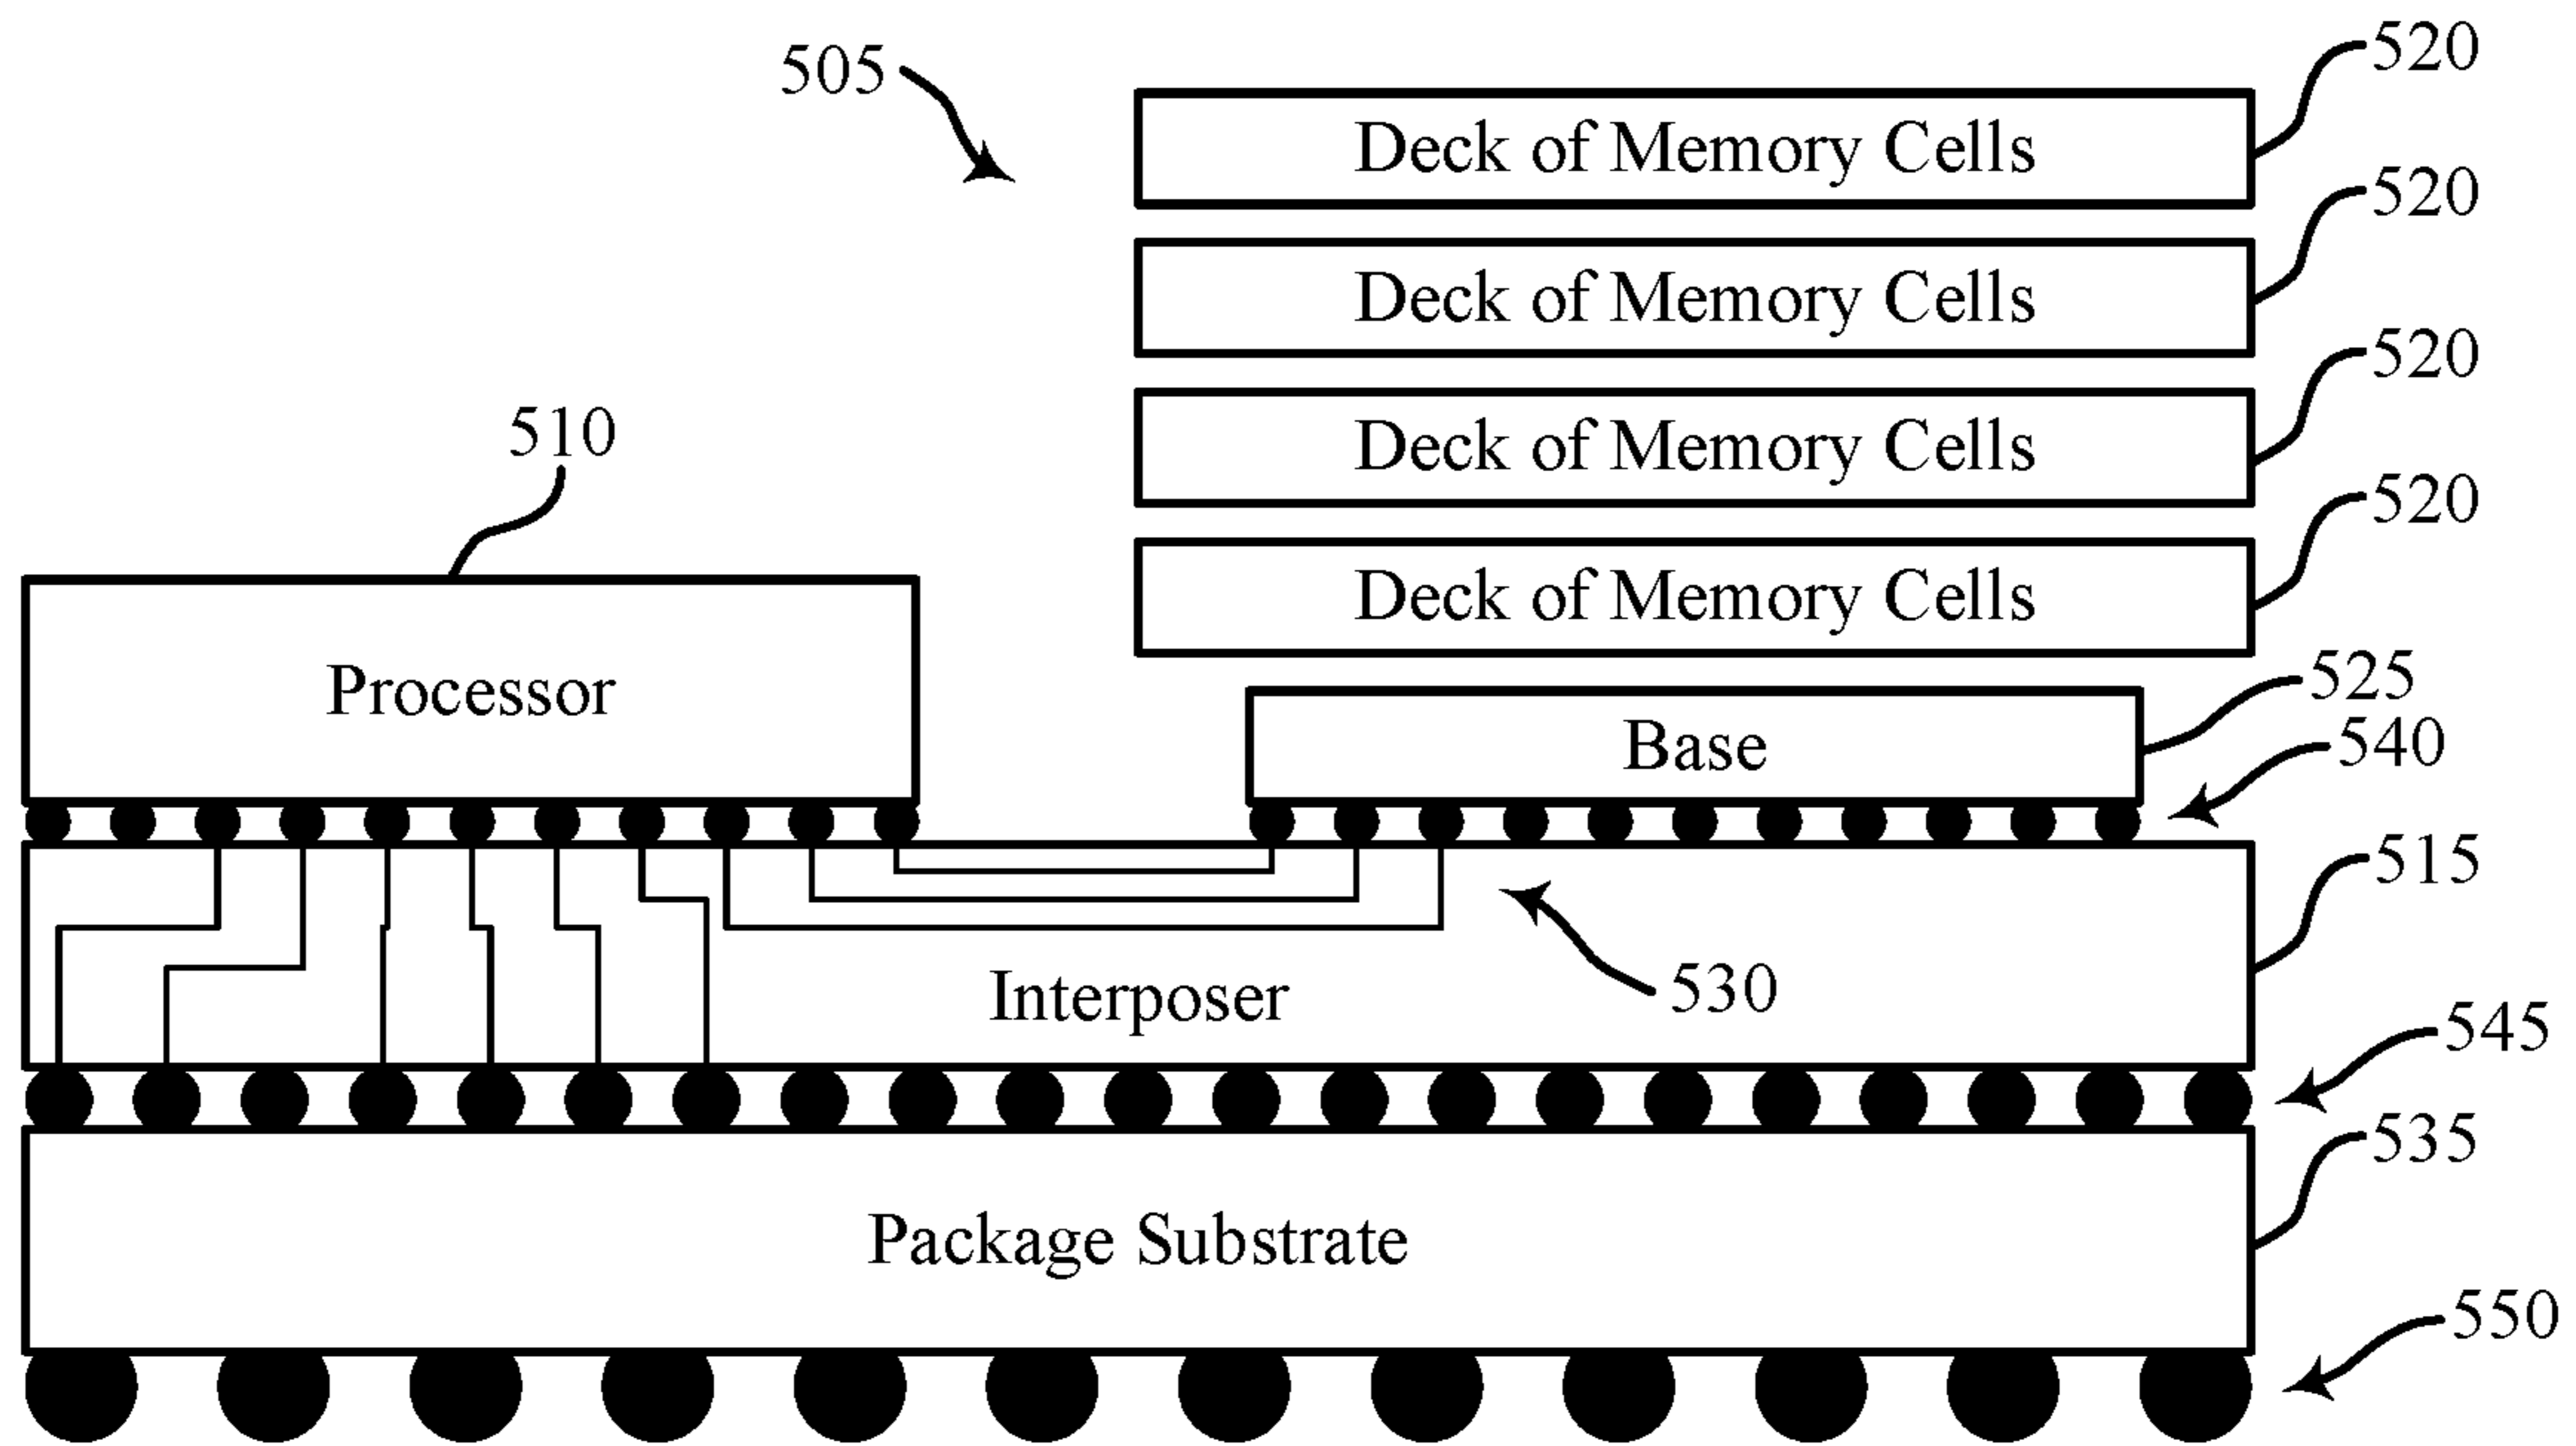 505
520
Deck of Memory Cells
520
Deck of Memory Cells
520
Deck of Memory Cells
510
520
Deck of Memory Cells
Processor
525
Base
540
515
Interposer
530
545
535
Package Substrate
550